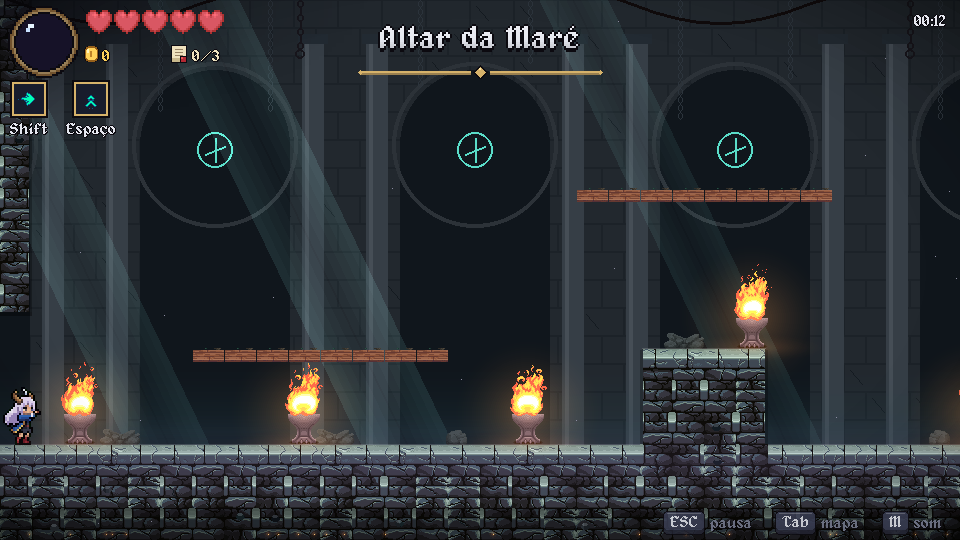 Altar da Maré
00:12
0
0/3
Shift
Espaço
ESC pausa
Tab mapa
M som